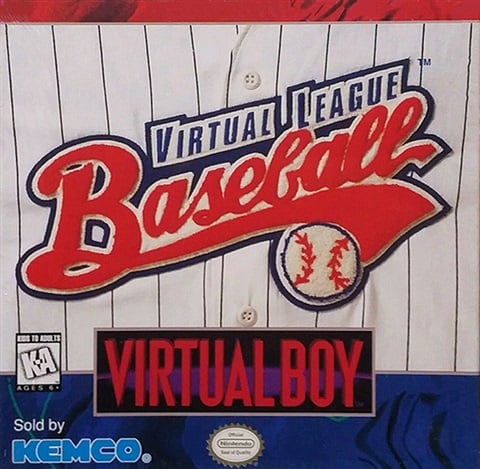 VIRTUAL LEAGUE
TM
Baseball
KIDS TO ADULTS
KA
AGES 6+
VIRTUAL BOY
Sold by
KEMCO®
Official
Nintendo
Seal of Quality